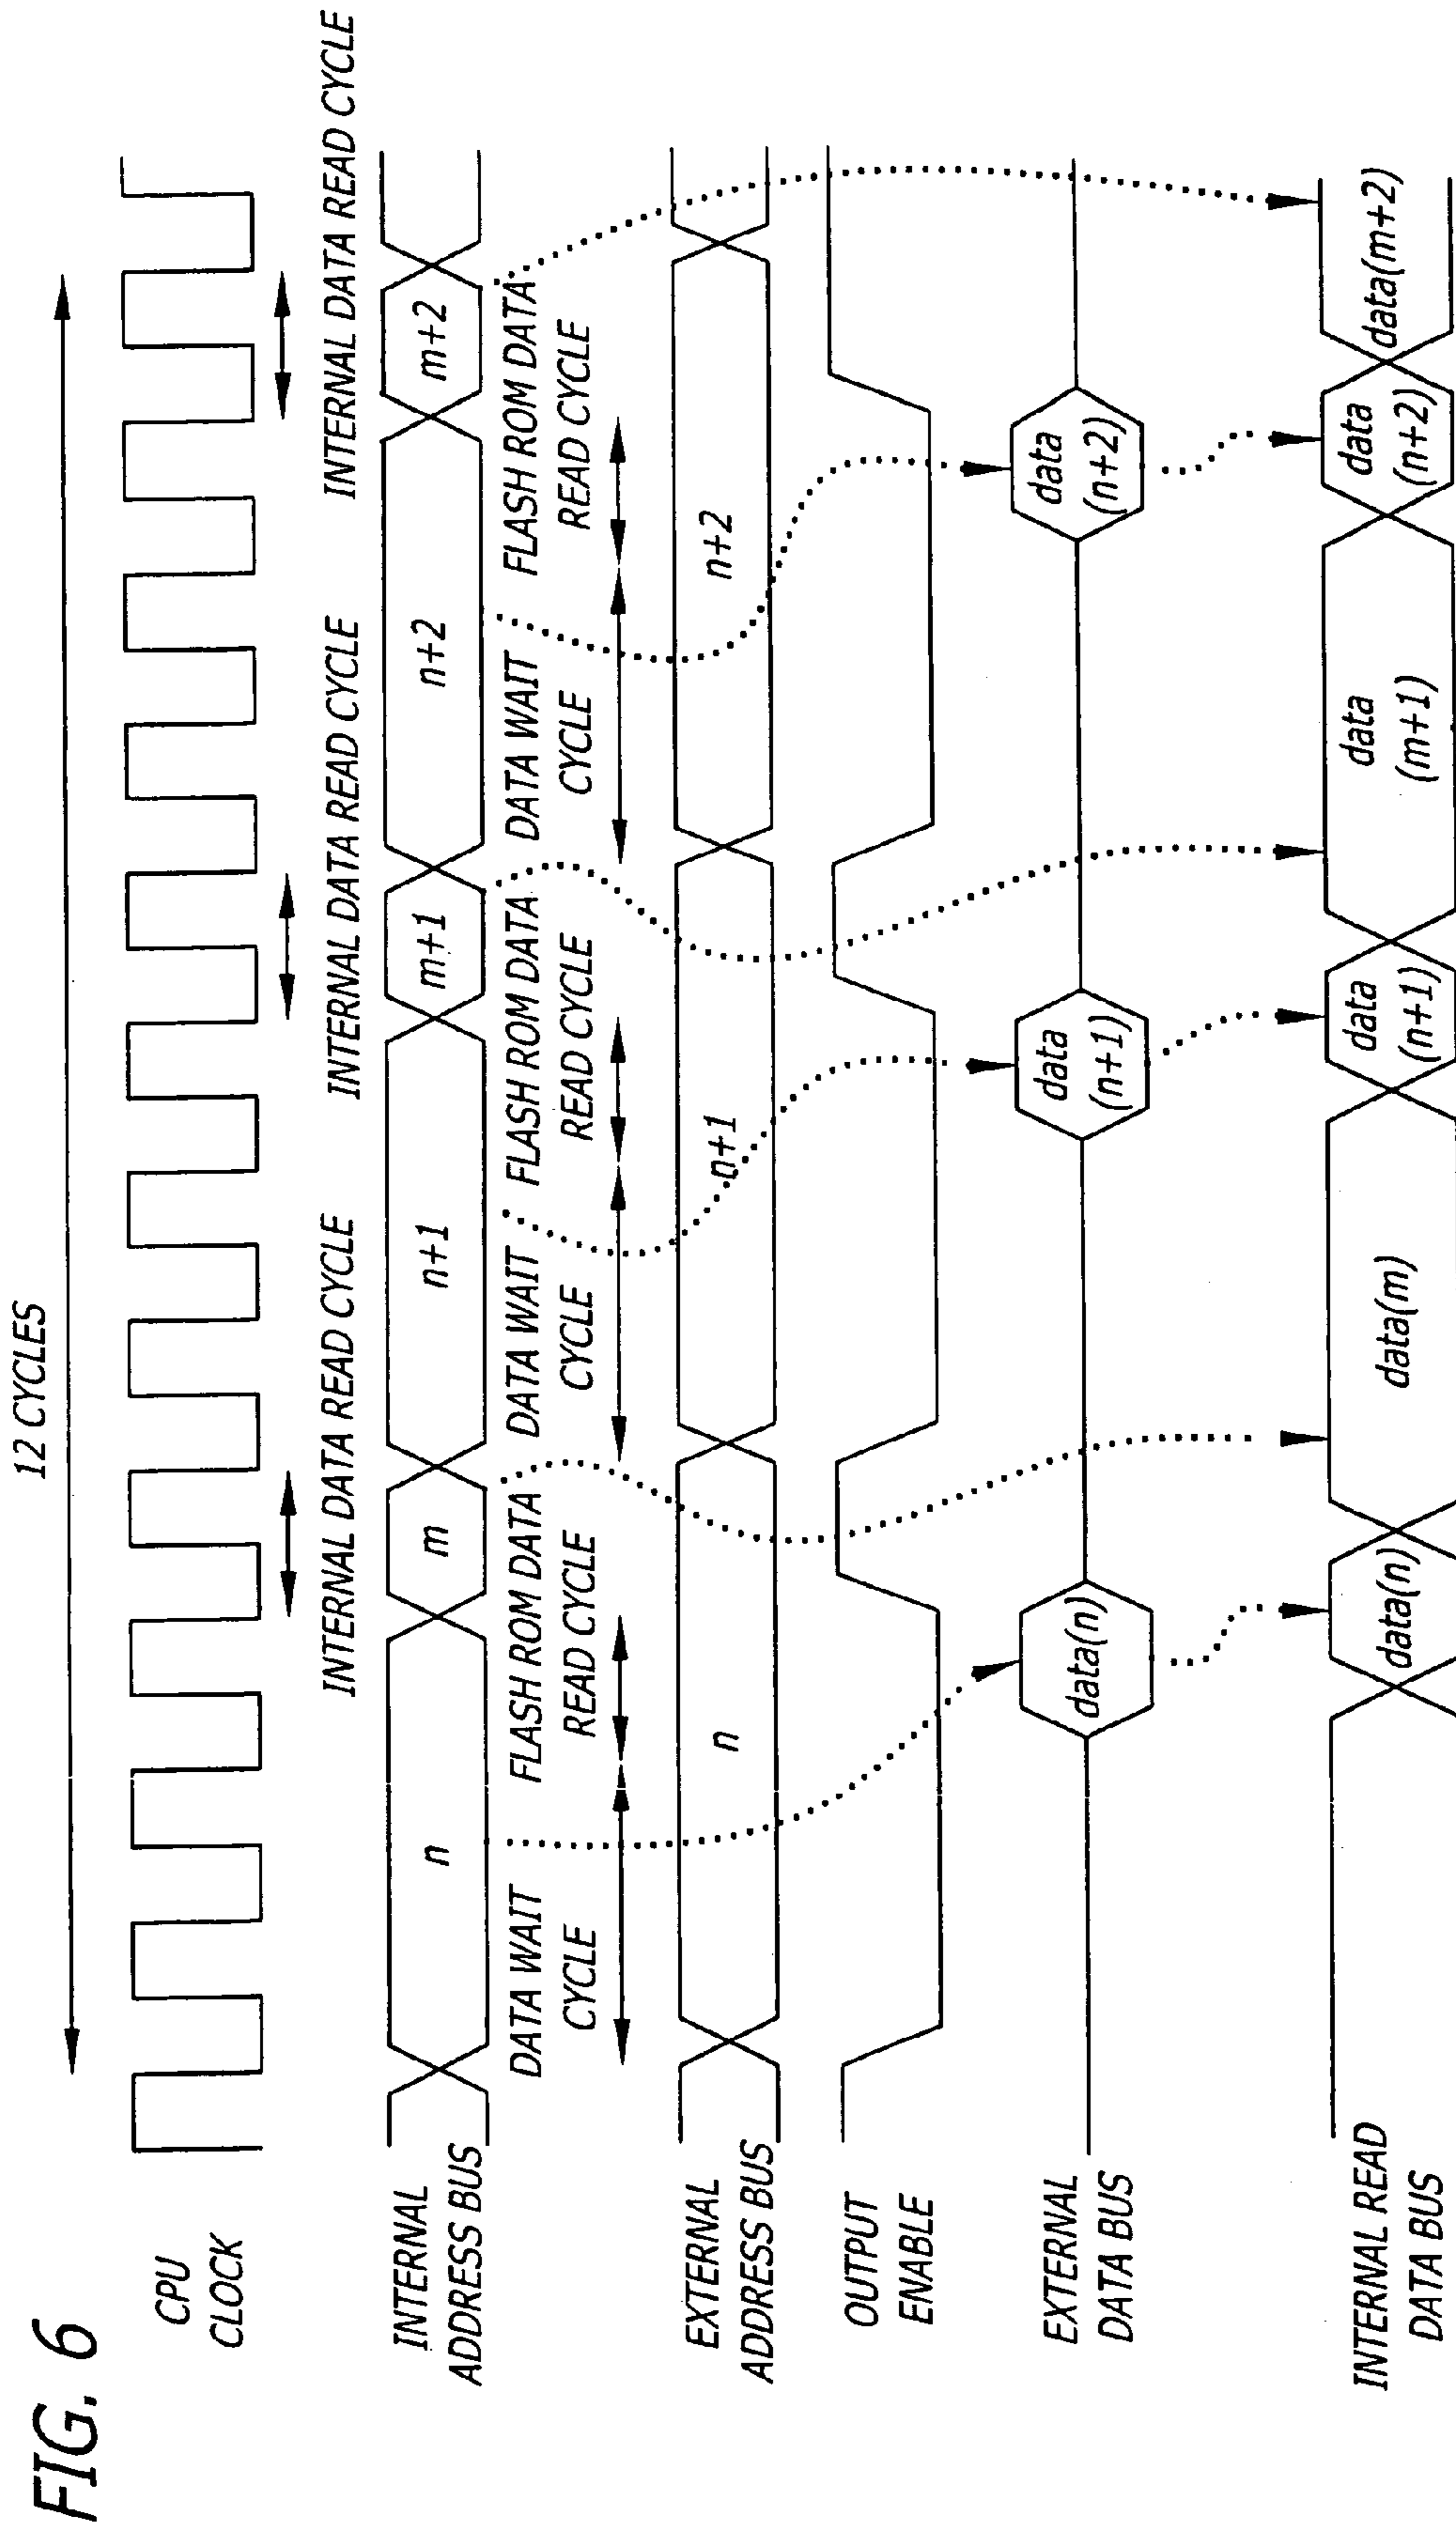 FIG. 6
12 CYCLES
CPU
CLOCK
INTERNAL DATA READ CYCLE
INTERNAL DATA READ CYCLE
INTERNAL DATA READ CYCLE
INTERNAL
ADDRESS BUS
n
m
n+1
m+1
n+2
m+2
DATA WAIT
CYCLE
FLASH ROM DATA
READ CYCLE
DATA WAIT
CYCLE
FLASH ROM DATA
READ CYCLE
DATA WAIT
CYCLE
FLASH ROM DATA
READ CYCLE
EXTERNAL
ADDRESS BUS
n
n+1
n+2
OUTPUT
ENABLE
EXTERNAL
DATA BUS
data(n)
data
(n+1)
data
(n+2)
INTERNAL READ
DATA BUS
data(n)
data(m)
data
(n+1)
data
(m+1)
data
(n+2)
data(m+2)